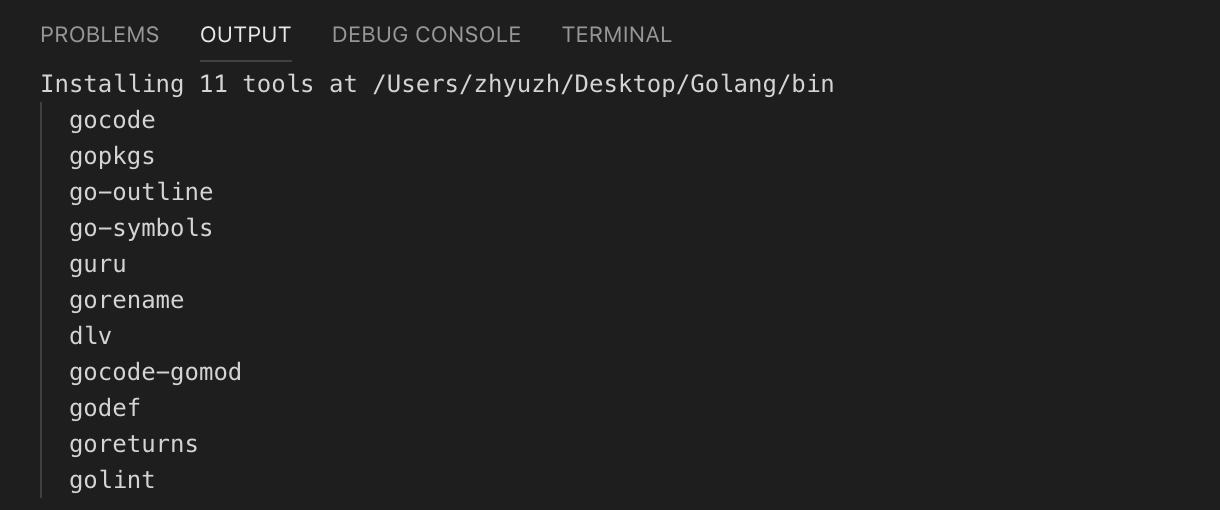 PROBLEMS OUTPUT DEBUG CONSOLE TERMINAL
Installing 11 tools at /Users/zhyuzh/Desktop/Golang/bin
gocode
gopkgs
go-outline
go-symbols
guru
gorename
dlv
gocode-gomod
godef
goreturns
golint